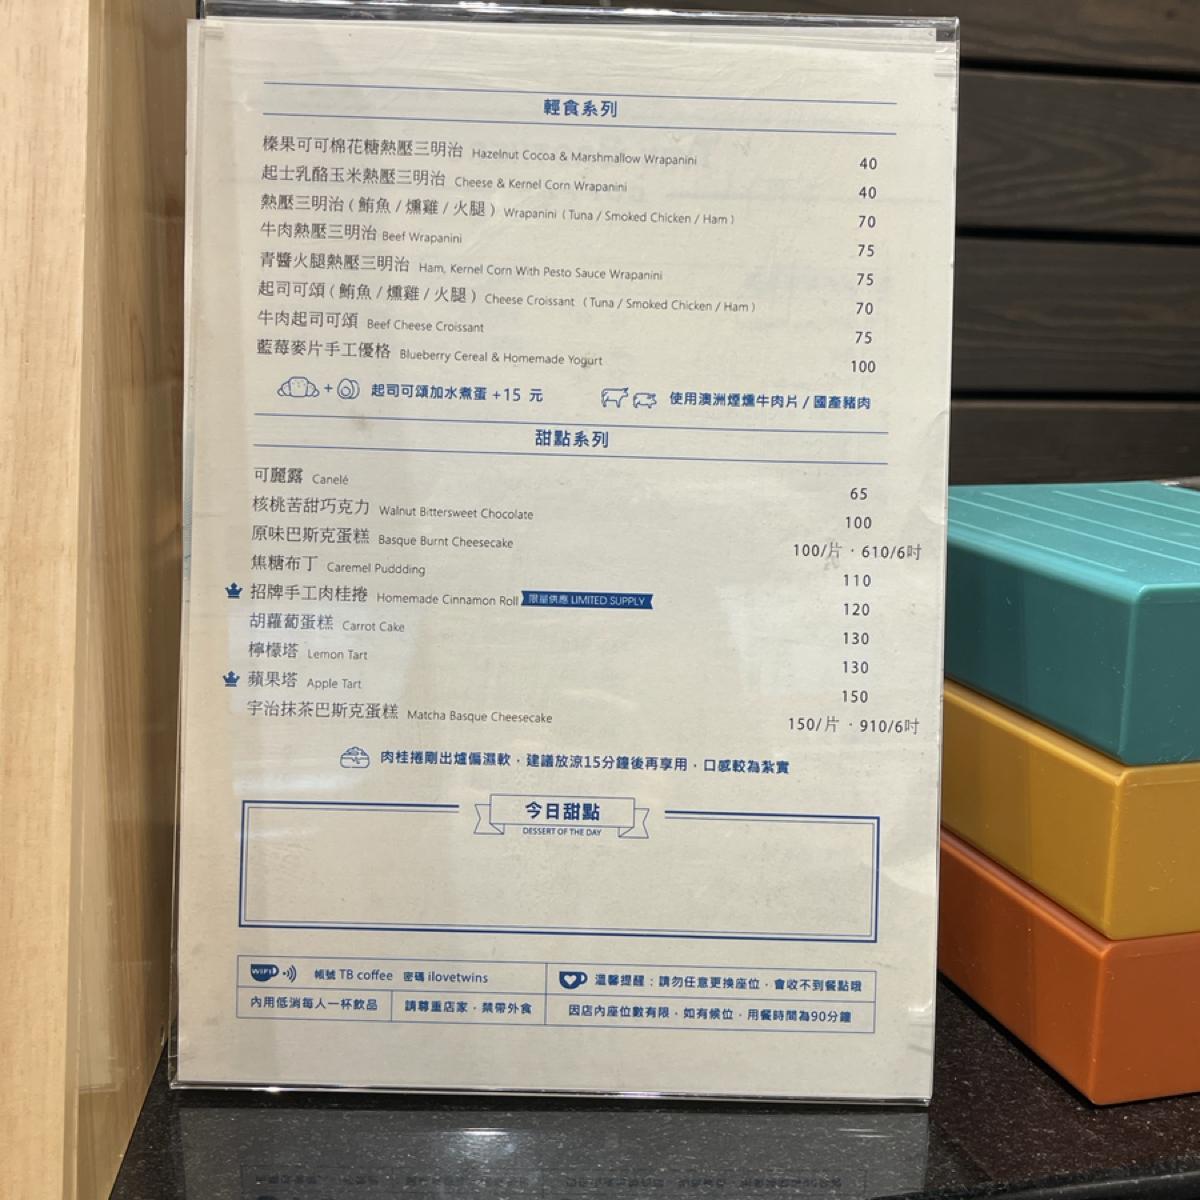 輕食系列
榛果可可棉花糖熱壓三明治 Hazelnut Cocoa & Marshmallow Wrapanini 40
起士乳酪玉米熱壓三明治 Cheese & Kernel Corn Wrapanini 40
熱壓三明治 ( 鮪魚 / 燻雞 / 火腿 ) Wrapanini ( Tuna / Smoked Chicken / Ham ) 70
牛肉熱壓三明治 Beef Wrapanini 75
青醬火腿熱壓三明治 Ham, Kernel Corn With Pesto Sauce Wrapanini 75
起司可頌 ( 鮪魚 / 燻雞 / 火腿 ) Cheese Croissant ( Tuna / Smoked Chicken / Ham ) 70
牛肉起司可頌 Beef Cheese Croissant 75
藍莓麥片手工優格 Blueberry Cereal & Homemade Yogurt 100
+ 起司可頌加水煮蛋 +15 元 使用澳洲煙燻牛肉片 / 國產豬肉
甜點系列
可麗露 Canelé 65
核桃苦甜巧克力 Walnut Bittersweet Chocolate 100
原味巴斯克蛋糕 Basque Burnt Cheesecake 100/片 · 610/6吋
焦糖布丁 Caremel Puddding 110
招牌手工肉桂捲 Homemade Cinnamon Roll 限量供應 LIMITED SUPPLY 120
胡蘿蔔蛋糕 Carrot Cake 130
檸檬塔 Lemon Tart 130
蘋果塔 Apple Tart 150
宇治抹茶巴斯克蛋糕 Matcha Basque Cheesecake 150/片 · 910/6吋
肉桂捲剛出爐偏濕軟 · 建議放涼15分鐘後再享用 · 口感較為紮實
今日甜點
DESSERT OF THE DAY
WIFI 帳號 TB coffee 密碼 ilovetwins
溫馨提醒 : 請勿任意更換座位 · 會收不到餐點哦
內用低消每人一杯飲品
請尊重店家 · 禁帶外食
因店內座位數有限 · 如有候位 · 用餐時間為90分鐘